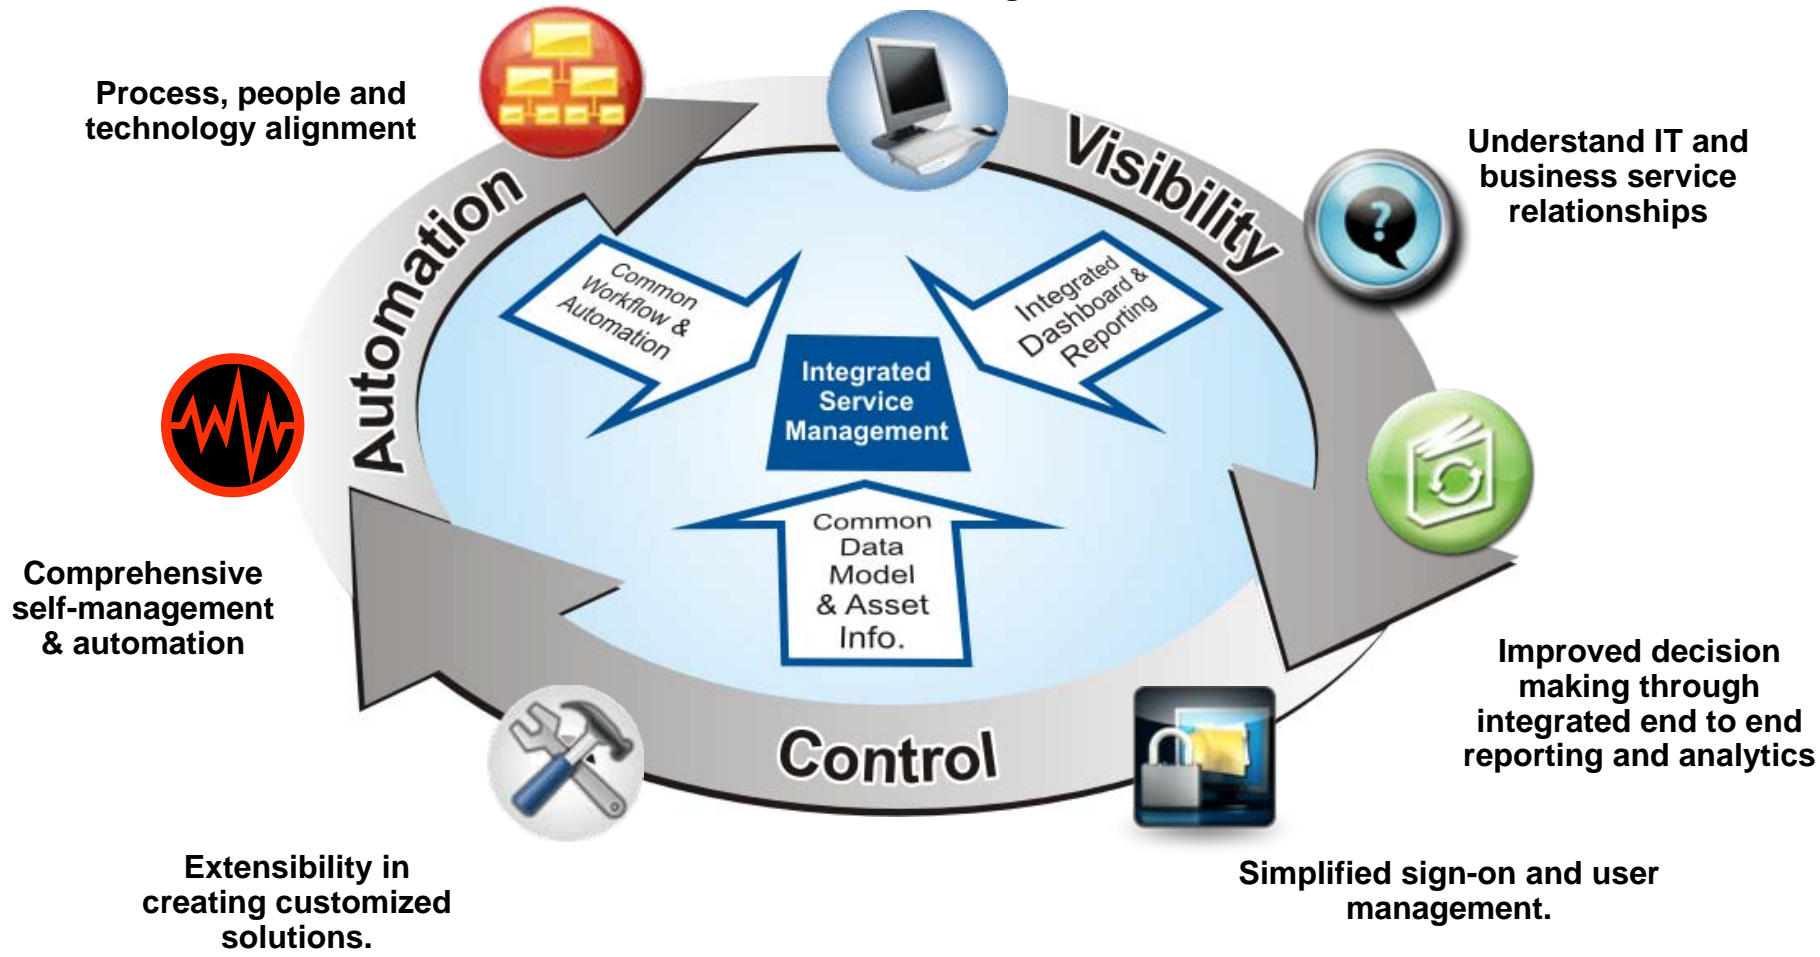 Process, people and
technology alignment
Visibility
Understand IT and
business service
relationships
Automation
Common
Workflow &
Automation
Integrated
Dashboard &
Reporting
?
Integrated
Service
Management
Common
Data
Model
& Asset
Info.
Comprehensive
self-management
& automation
Improved decision
making through
integrated end to end
reporting and analytics
Control
Extensibility in
creating customized
solutions.
Simplified sign-on and user
management.